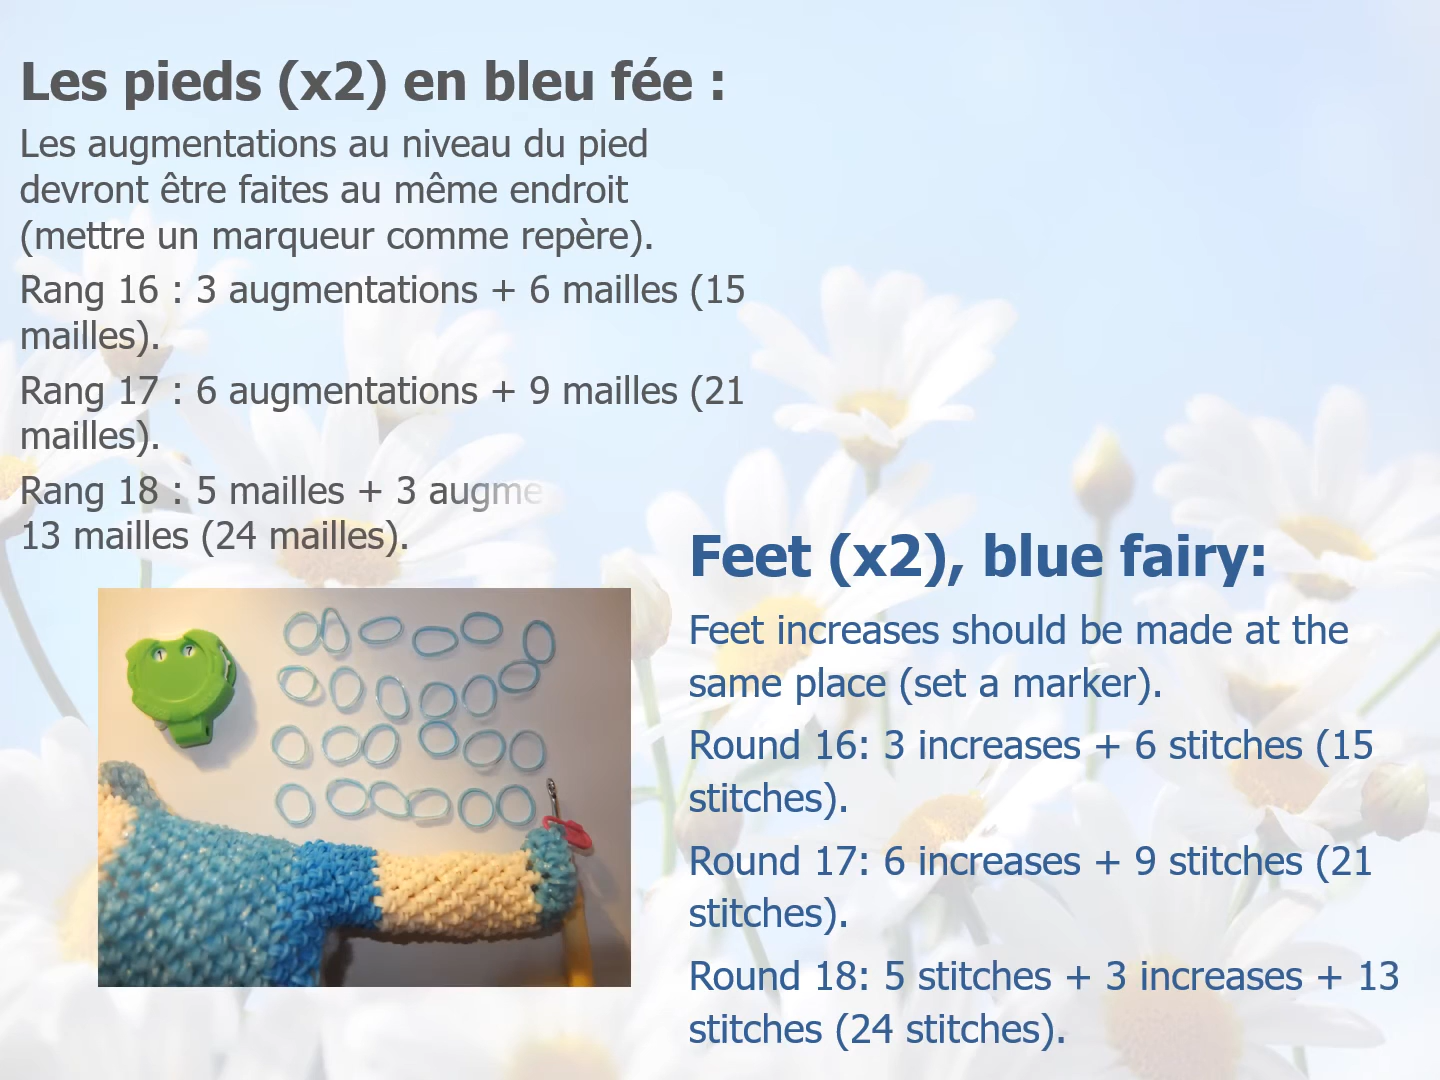 Les pieds (x2) en bleu fée :
Les augmentations au niveau du pied
devront être faites au même endroit
(mettre un marqueur comme repère).
Rang 16 : 3 augmentations + 6 mailles (15
mailles).
Rang 17 : 6 augmentations + 9 mailles (21
mailles).
Rang 18 : 5 mailles + 3 augme
13 mailles (24 mailles).
Feet (x2), blue fairy:
Feet increases should be made at the
same place (set a marker).
Round 16: 3 increases + 6 stitches (15
stitches).
Round 17: 6 increases + 9 stitches (21
stitches).
Round 18: 5 stitches + 3 increases + 13
stitches (24 stitches).
1 7